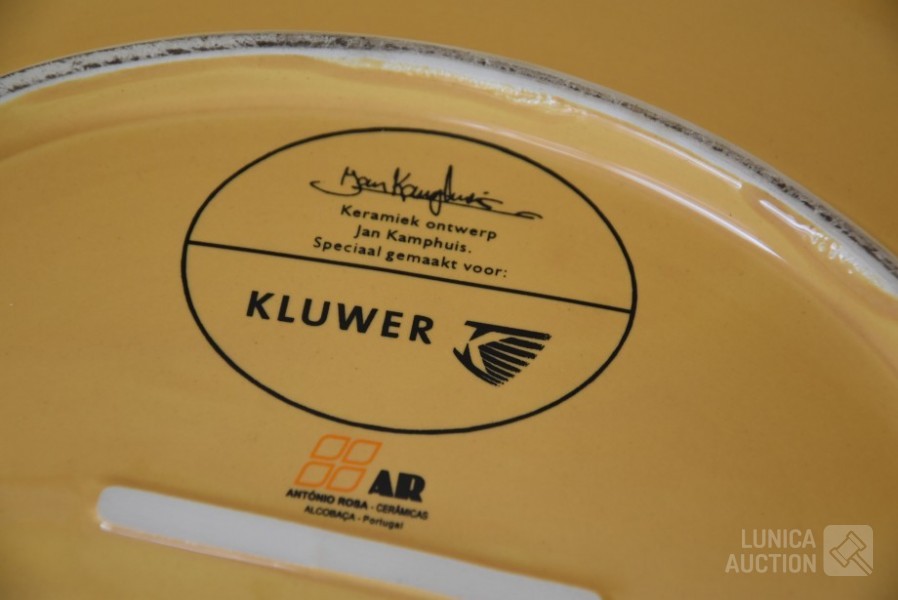 Jan Kamphuis
Keramiek ontwerp
Jan Kamphuis.
Speciaal gemaakt voor:
KLUWER
AR
ANTÓNIO ROSA - CERÂMICAS
ALCOBAÇA - Portugal
LUNICA
AUCTION